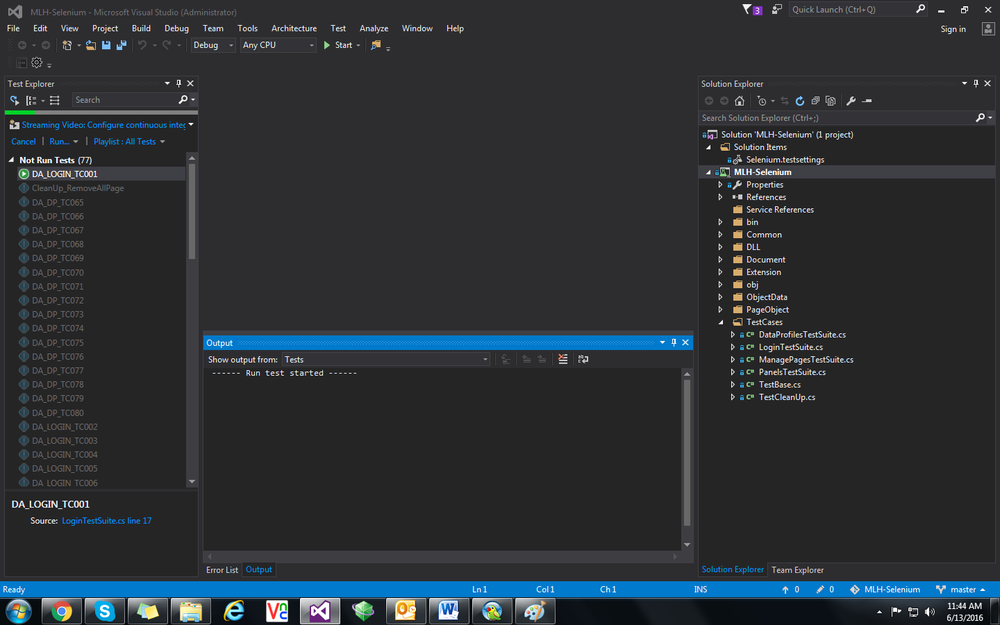 MLH-Selenium - Microsoft Visual Studio (Administrator)
3
Quick Launch (Ctrl+Q)
File Edit View Project Build Debug Team Tools Architecture Test Analyze Window Help
Sign in
Debug Any CPU Start
Test Explorer
Search
Streaming Video: Configure continuous integ
Cancel Run... Playlist : All Tests
Not Run Tests (77)
DA_LOGIN_TC001
CleanUp_RemoveAllPage
DA_DP_TC065
DA_DP_TC066
DA_DP_TC067
DA_DP_TC068
DA_DP_TC069
DA_DP_TC070
DA_DP_TC071
DA_DP_TC072
DA_DP_TC073
DA_DP_TC074
DA_DP_TC075
DA_DP_TC076
DA_DP_TC077
DA_DP_TC078
DA_DP_TC079
DA_DP_TC080
DA_LOGIN_TC002
DA_LOGIN_TC003
DA_LOGIN_TC004
DA_LOGIN_TC005
DA_LOGIN_TC006
DA_LOGIN_TC001
Source: LoginTestSuite.cs line 17
Output
Show output from: Tests
------ Run test started ------
Error List Output
Solution Explorer
Search Solution Explorer (Ctrl+;)
Solution 'MLH-Selenium' (1 project)
Solution Items
Selenium.testsettings
MLH-Selenium
Properties
References
Service References
bin
Common
DLL
Document
Extension
obj
ObjectData
PageObject
TestCases
C# DataProfilesTestSuite.cs
C# LoginTestSuite.cs
C# ManagePagesTestSuite.cs
C# PanelsTestSuite.cs
C# TestBase.cs
C# TestCleanUp.cs
Solution Explorer Team Explorer
Ready Ln 1 Col 1 Ch 1 INS 0 0 MLH-Selenium master
11:44 AM
6/13/2016